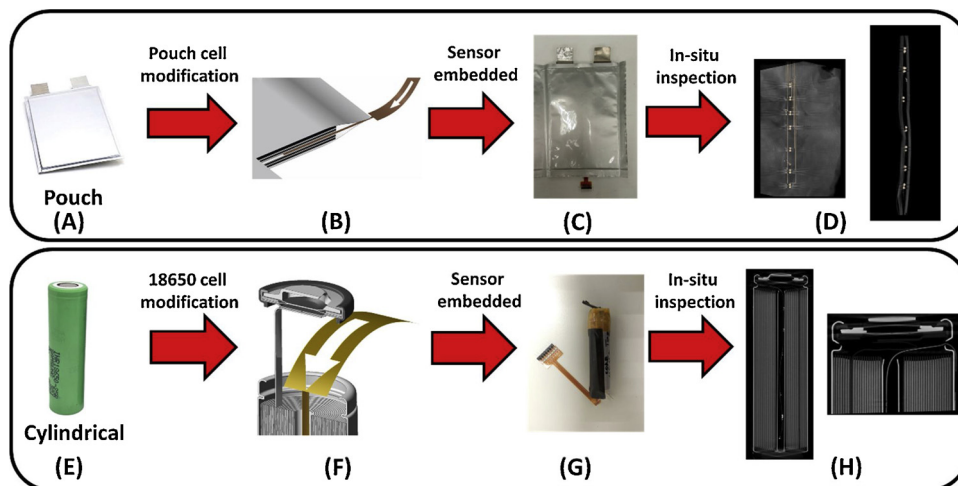 Pouch cell
modification
Sensor
embedded
In-situ
inspection
Pouch
(A)
(B)
(C)
(D)
18650 cell
modification
Sensor
embedded
In-situ
inspection
Cylindrical
(E)
(F)
(G)
(H)